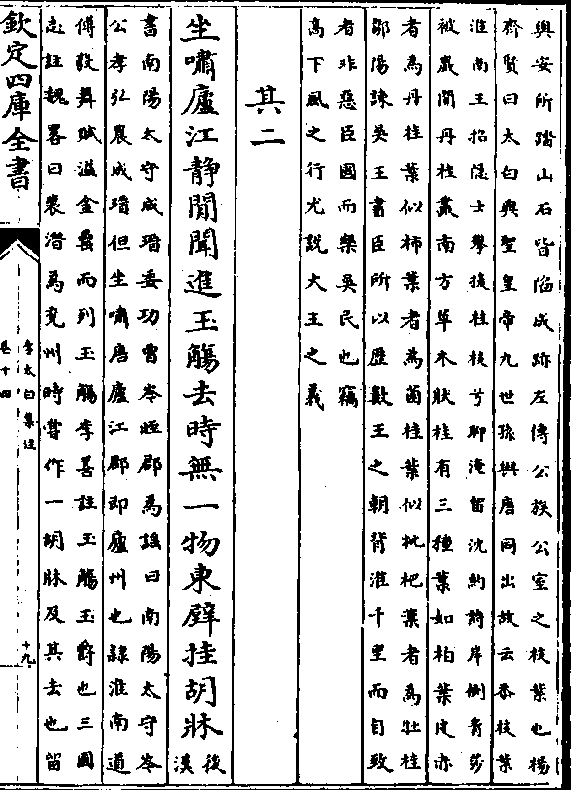 興安所踏山石皆陷成跡左傳公族公室之枝葉也楊
齊賢曰太白興聖皇帝九世孫與唐同出故云忝枝葉
淮南王招隱士攀援桂枝兮聊淹留沈約詩岸側青莎
被巖間丹桂叢南方草木狀桂有三種葉如柏葉皮赤
者為丹桂葉似柿葉者為菌桂葉似枇杷葉者為牡桂
鄒陽諫吳王書臣所以歷數王之朝背淮千里而自致
者非惡臣國而樂吳民也竊
高下風之行尤說大王之義
其二
坐嘯廬江靜閒聞進玉觴去時無一物東壁挂胡牀後漢
書南陽太守成瑨委功曹岑晊郡為謠曰南陽太守岑
公孝弘農成瑨但坐嘯唐廬江郡即廬州也隸淮南道
傅毅舞賦溢金罍而列玉觴李善註玉觴玉爵也三國
志註魏畧曰裴潛為兗州時嘗作一胡牀及其去也留
欽定四庫全書
李太白集注
卷十四
十九